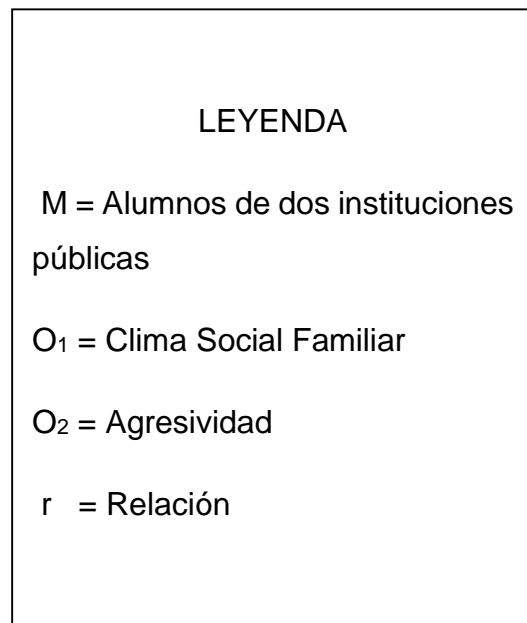 LEYENDA
M = Alumnos de dos instituciones
públicas
O₁ = Clima Social Familiar
O₂ = Agresividad
r = Relación